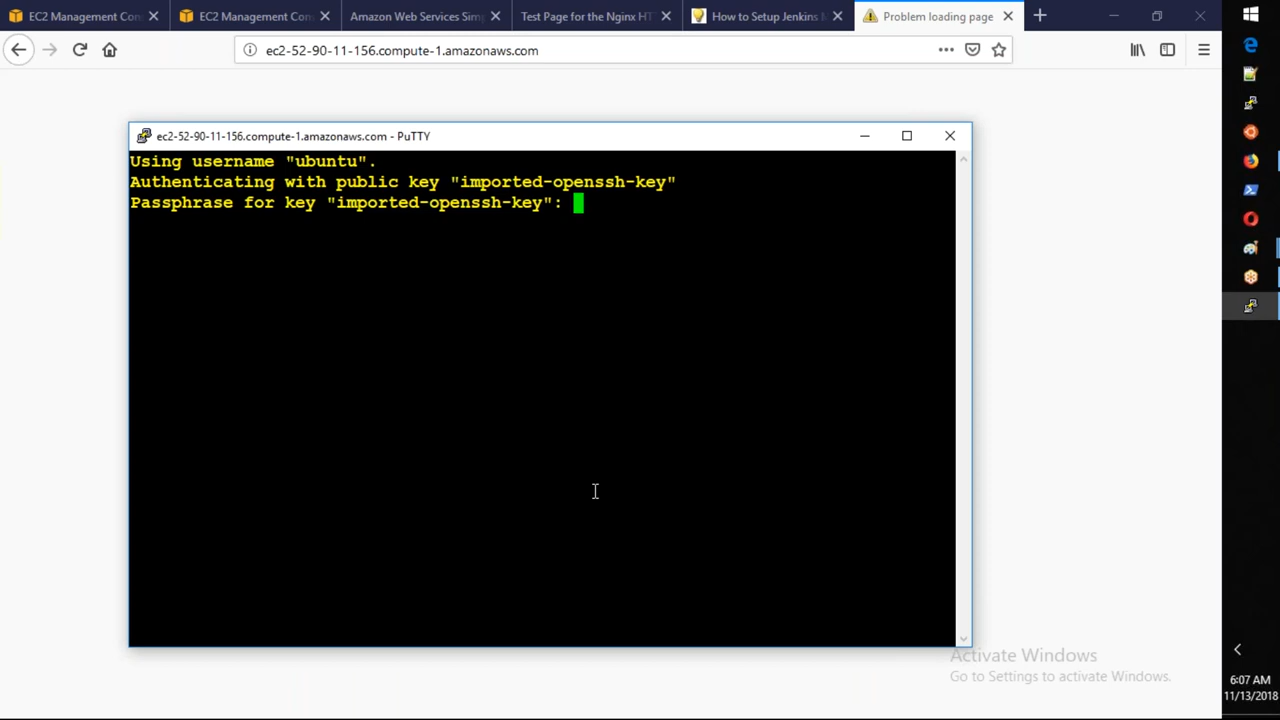 EC2 Management Con
EC2 Management Con
Amazon Web Services Sim
Test Page for the Nginx HT
How to Setup Jenkins M
Problem loading page
ec2-52-90-11-156.compute-1.amazonaws.com
ec2-52-90-11-156.compute-1.amazonaws.com - PuTTY
Using username "ubuntu".
Authenticating with public key "imported-openssh-key"
Passphrase for key "imported-openssh-key":
Activate Windows
Go to Settings to activate Windows.
6:07 AM
11/13/2018